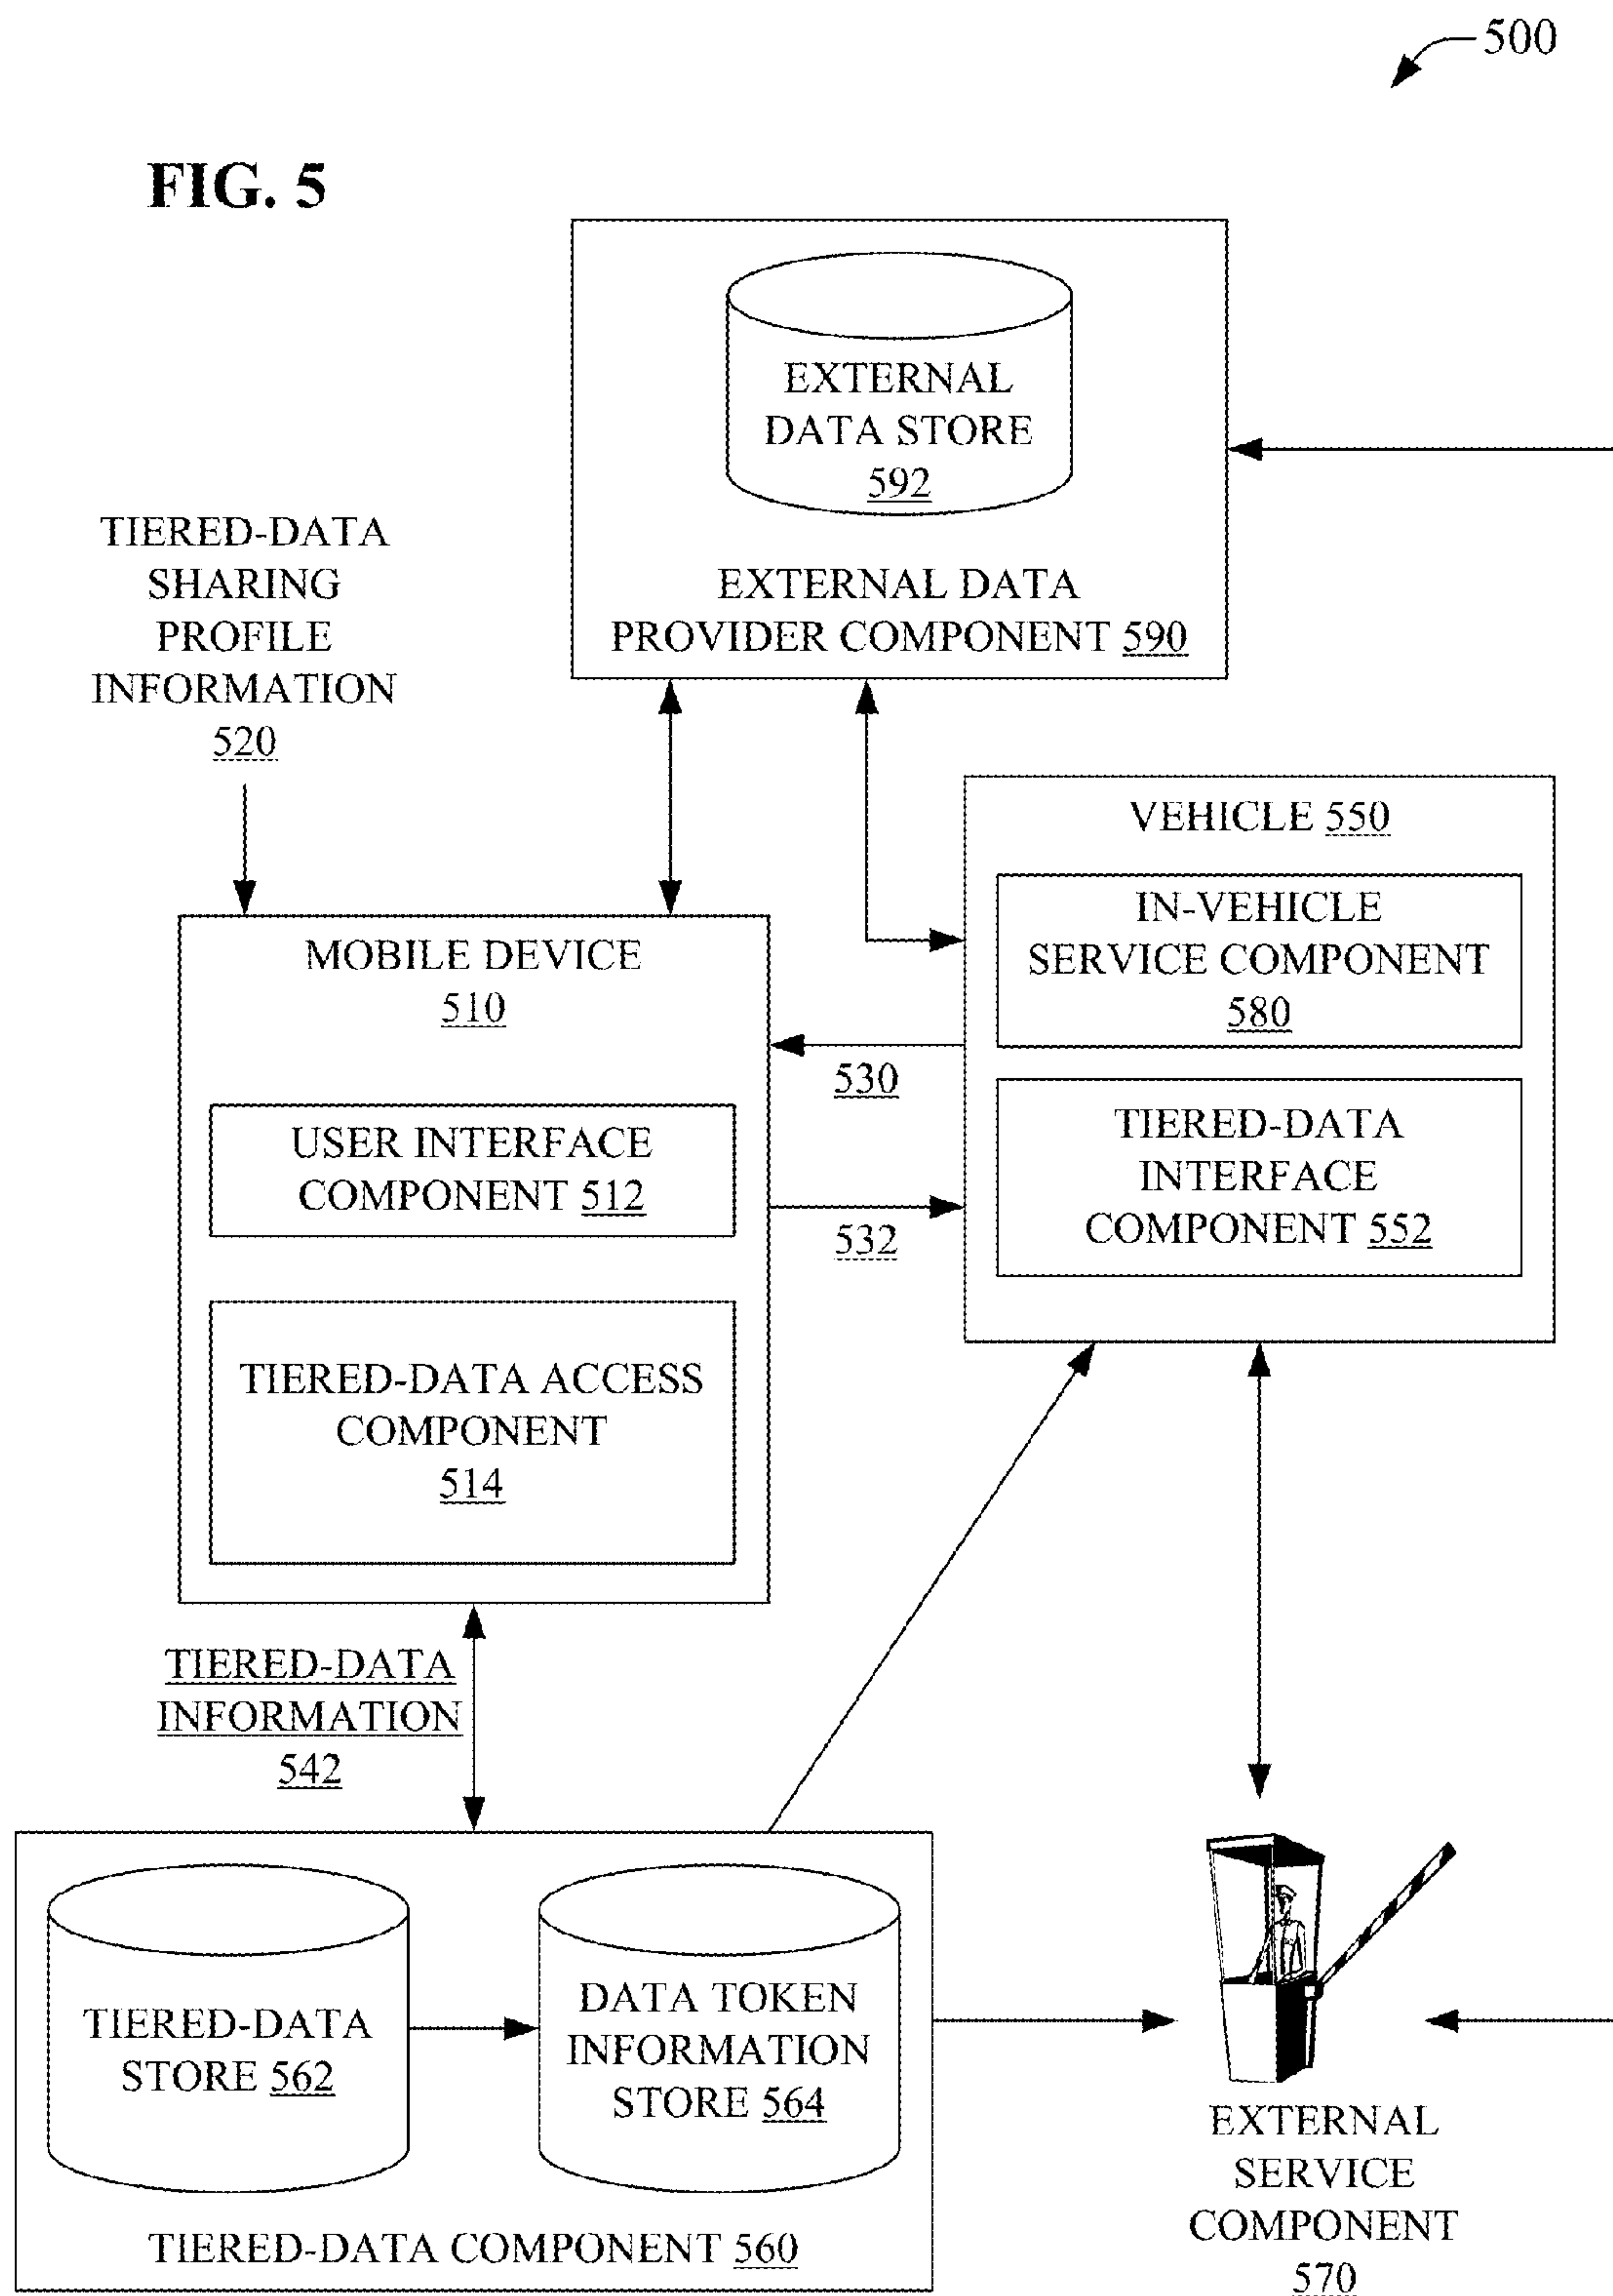 500
FIG. 5
EXTERNAL
DATA STORE
592
EXTERNAL DATA
PROVIDER COMPONENT 590
TIERED-DATA
SHARING
PROFILE
INFORMATION
520
VEHICLE 550
IN-VEHICLE
SERVICE COMPONENT
580
TIERED-DATA
INTERFACE
COMPONENT 552
MOBILE DEVICE
510
USER INTERFACE
COMPONENT 512
TIERED-DATA ACCESS
COMPONENT
514
530
532
TIERED-DATA
INFORMATION
542
TIERED-DATA
STORE 562
DATA TOKEN
INFORMATION
STORE 564
TIERED-DATA COMPONENT 560
EXTERNAL
SERVICE
COMPONENT
570